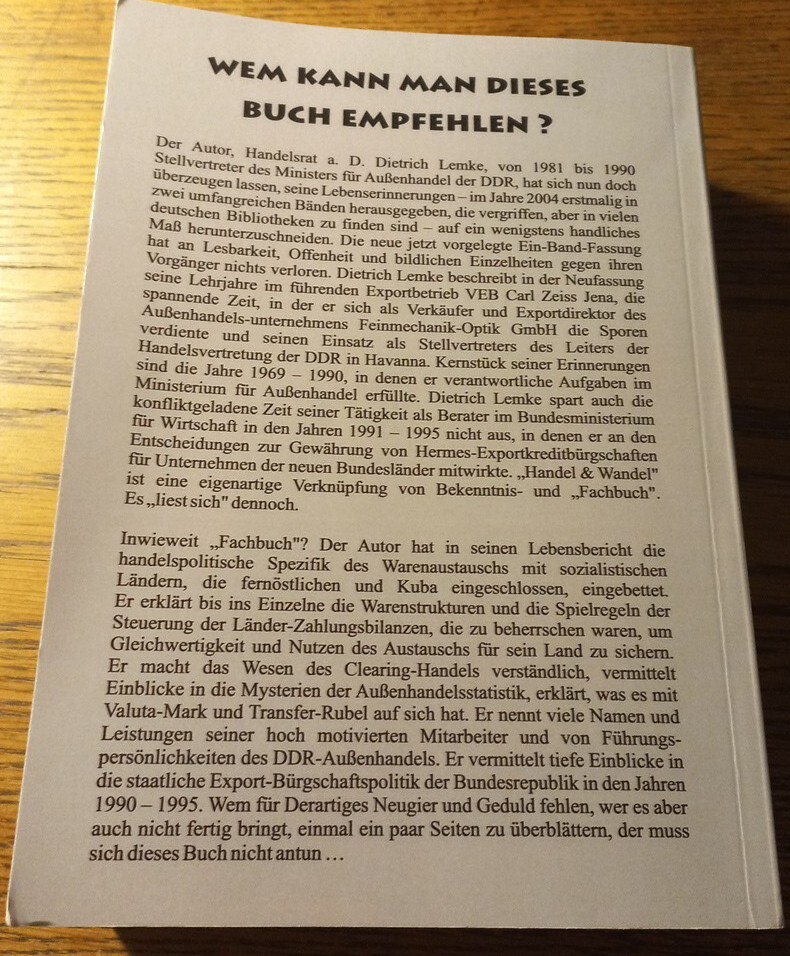 WEM KANN MAN DIESES
BUCH EMPFEHLEN ?
Der Autor, Handelsrat a. D. Dietrich Lemke, von 1981 bis 1990
Stellvertreter des Ministers für Außenhandel der DDR, hat sich nun doch
überzeugen lassen, seine Lebenserinnerungen – im Jahre 2004 erstmalig in
zwei umfangreichen Bänden herausgegeben, die vergriffen, aber in vielen
deutschen Bibliotheken zu finden sind – auf ein wenigstens handliches
Maß herunterzuschneiden. Die neue jetzt vorgelegte Ein-Band-Fassung
hat an Lesbarkeit, Offenheit und bildlichen Einzelheiten gegen ihren
Vorgänger nichts verloren. Dietrich Lemke beschreibt in der Neufassung
seine Lehrjahre im führenden Exportbetrieb VEB Carl Zeiss Jena, die
spannende Zeit, in der er sich als Verkäufer und Exportdirektor des
Außenhandels-unternehmens Feinmechanik-Optik GmbH die Sporen
verdiente und seinen Einsatz als Stellvertreters des Leiters der
Handelsvertretung der DDR in Havanna. Kernstück seiner Erinnerungen
sind die Jahre 1969 – 1990, in denen er verantwortliche Aufgaben im
Ministerium für Außenhandel erfüllte. Dietrich Lemke spart auch die
konfliktgeladene Zeit seiner Tätigkeit als Berater im Bundesministerium
für Wirtschaft in den Jahren 1991 – 1995 nicht aus, in denen er an den
Entscheidungen zur Gewährung von Hermes-Exportkreditbürgschaften
für Unternehmen der neuen Bundesländer mitwirkte. „Handel & Wandel"
ist eine eigenartige Verknüpfung von Bekenntnis- und „Fachbuch".
Es „liest sich" dennoch.
Inwieweit „Fachbuch"? Der Autor hat in seinen Lebensbericht die
handelspolitische Spezifik des Warenaustauschs mit sozialistischen
Ländern, die fernöstlichen und Kuba eingeschlossen, eingebettet.
Er erklärt bis ins Einzelne die Warenstrukturen und die Spielregeln der
Steuerung der Länder-Zahlungsbilanzen, die zu beherrschen waren, um
Gleichwertigkeit und Nutzen des Austauschs für sein Land zu sichern.
Er macht das Wesen des Clearing-Handels verständlich, vermittelt
Einblicke in die Mysterien der Außenhandelsstatistik, erklärt, was es mit
Valuta-Mark und Transfer-Rubel auf sich hat. Er nennt viele Namen und
Leistungen seiner hoch motivierten Mitarbeiter und von Führungs-
persönlichkeiten des DDR-Außenhandels. Er vermittelt tiefe Einblicke in
die staatliche Export-Bürgschaftspolitik der Bundesrepublik in den Jahren
1990 – 1995. Wem für Derartiges Neugier und Geduld fehlen, wer es aber
auch nicht fertig bringt, einmal ein paar Seiten zu überblättern, der muss
sich dieses Buch nicht antun …